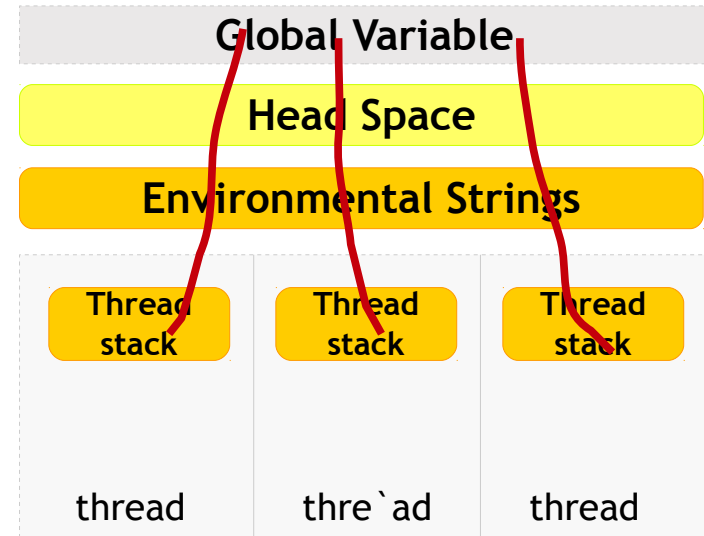 Global Variable
Head Space
Environmental Strings
Thread
stack
Thread
stack
Thread
stack
thread
thre`ad
thread